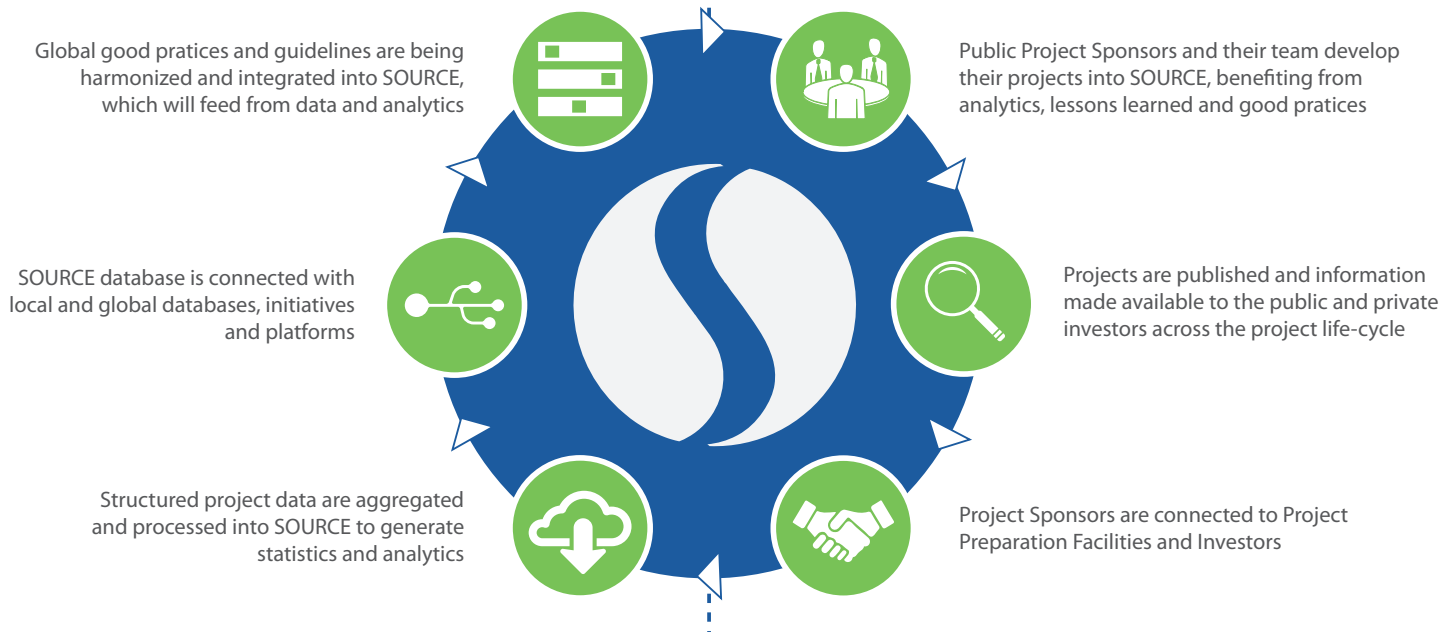 Global good pratices and guidelines are being
harmonized and integrated into SOURCE,
which will feed from data and analytics
Public Project Sponsors and their team develop
their projects into SOURCE, benefiting from
analytics, lessons learned and good pratices
SOURCE database is connected with
local and global databases, initiatives
and platforms
Projects are published and information
made available to the public and private
investors across the project life-cycle
Structured project data are aggregated
and processed into SOURCE to generate
statistics and analytics
Project Sponsors are connected to Project
Preparation Facilities and Investors